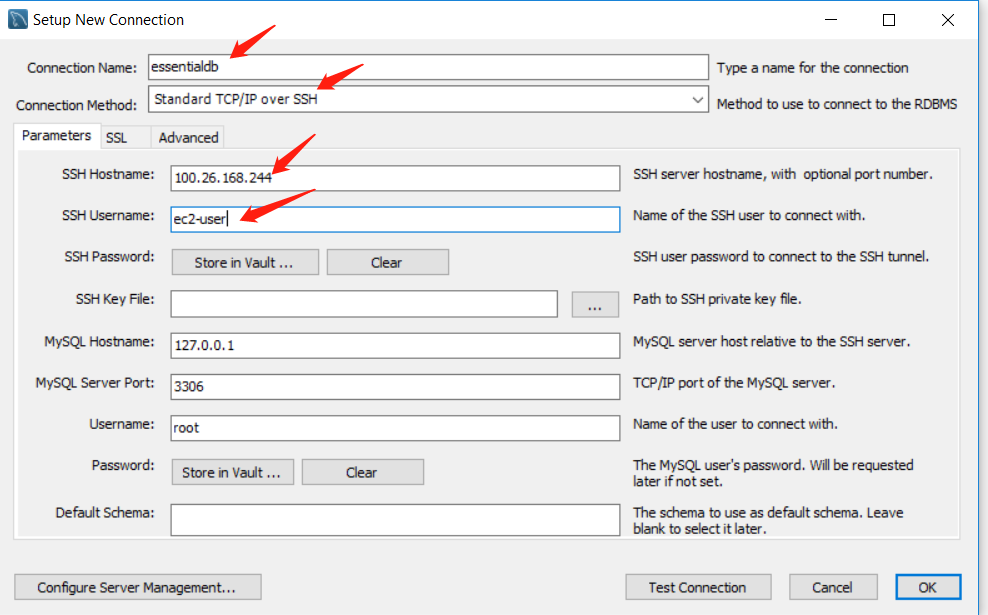 Setup New Connection
Connection Name: essentialdb Type a name for the connection
Connection Method: Standard TCP/IP over SSH Method to use to connect to the RDBMS
Parameters SSL Advanced
SSH Hostname: 100.26.168.244 SSH server hostname, with optional port number.
SSH Username: ec2-user Name of the SSH user to connect with.
SSH Password: Store in Vault ... Clear SSH user password to connect to the SSH tunnel.
SSH Key File: ... Path to SSH private key file.
MySQL Hostname: 127.0.0.1 MySQL server host relative to the SSH server.
MySQL Server Port: 3306 TCP/IP port of the MySQL server.
Username: root Name of the user to connect with.
Password: Store in Vault ... Clear The MySQL user's password. Will be requested
later if not set.
Default Schema: The schema to use as default schema. Leave
blank to select it later.
Configure Server Management... Test Connection Cancel OK